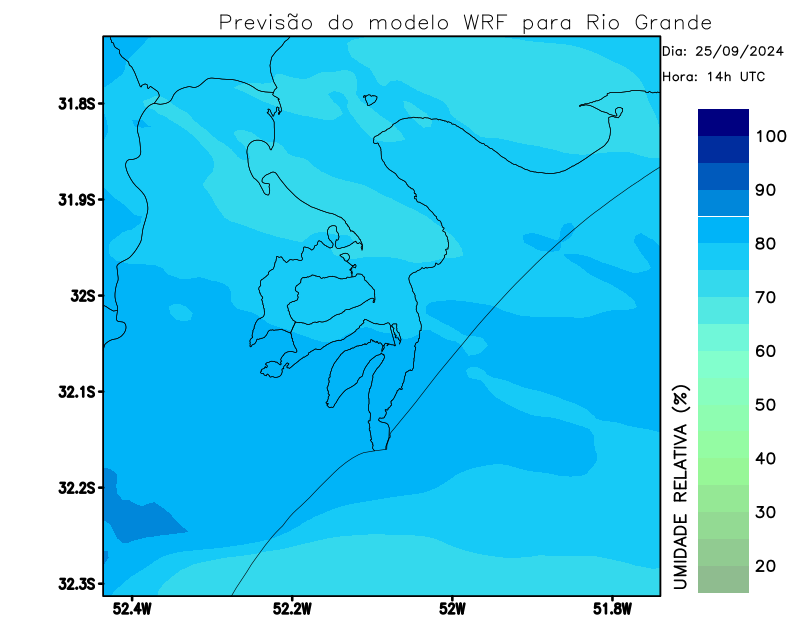 Previsão do modelo WRF para Rio Grande
Dia: 25/09/2024
Hora: 14h UTC
31.8S
31.9S
32S
32.1S
32.2S
32.3S
52.4W
52.2W
52W
51.8W
100
90
80
70
60
50
40
30
20
UMIDADE RELATIVA (%)